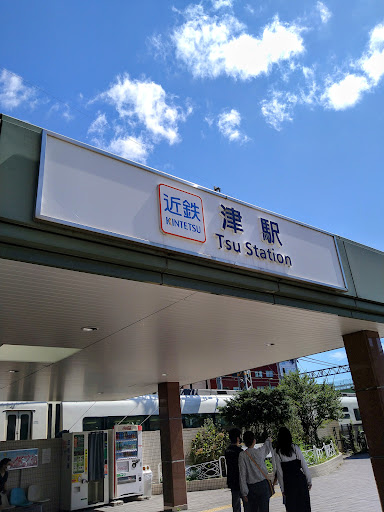 近鉄
KINTETSU
津駅
Tsu Station